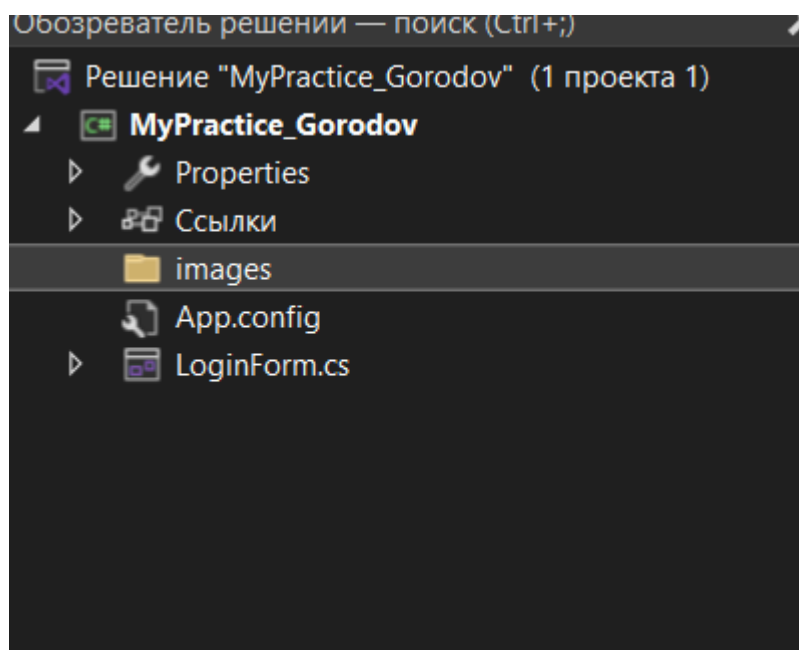 Обозреватель решений — поиск (Ctrl+;)
Решение "MyPractice_Gorodov" (1 проекта 1)
C# MyPractice_Gorodov
Properties
Ссылки
images
App.config
LoginForm.cs